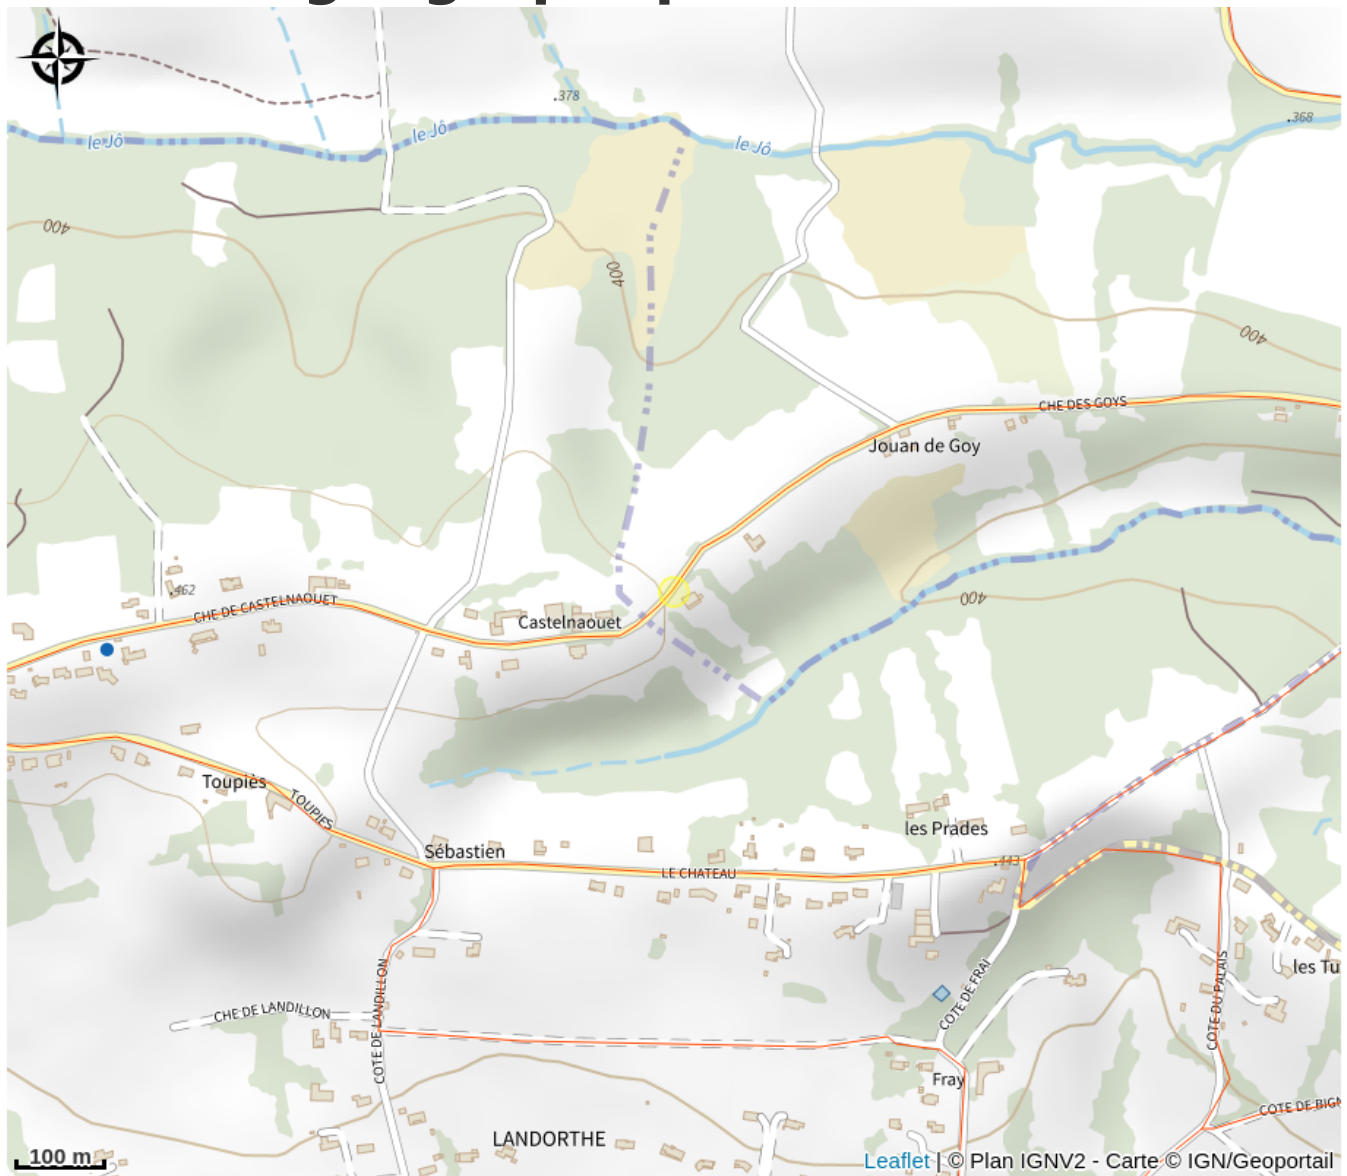 .378
.368
le Jô
le Jô
le Jô
400
400
400
CHE DES GOYS
Jouan de Goy
.462
CHE DE CASTELNAOUET
Castelnaouet
400
Toupiès
TOUPIES
les Prades
Sébastien
.443
LE CHATEAU
COTE DE LANDILLON
COTE DE FRAI
COTE DU PALAIS
les Tu
CHE DE LANDILLON
Fray
COTE DE BIGN
LANDORTHE
100 m
Leaflet | © Plan IGNV2 - Carte © IGN/Geoportail